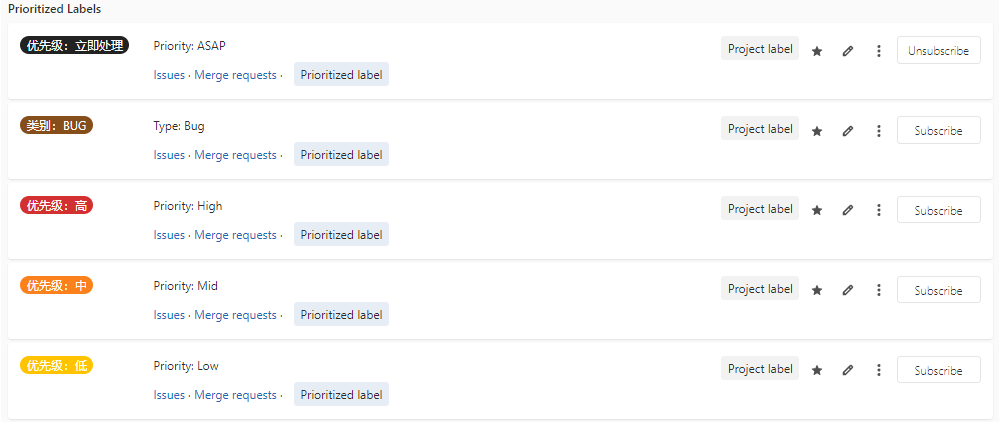 Prioritized Labels
优先级：立即处理 Priority: ASAP Project label Unsubscribe
Issues · Merge requests · Prioritized label
类别：BUG Type: Bug Project label Subscribe
Issues · Merge requests · Prioritized label
优先级：高 Priority: High Project label Subscribe
Issues · Merge requests · Prioritized label
优先级：中 Priority: Mid Project label Subscribe
Issues · Merge requests · Prioritized label
优先级：低 Priority: Low Project label Subscribe
Issues · Merge requests · Prioritized label